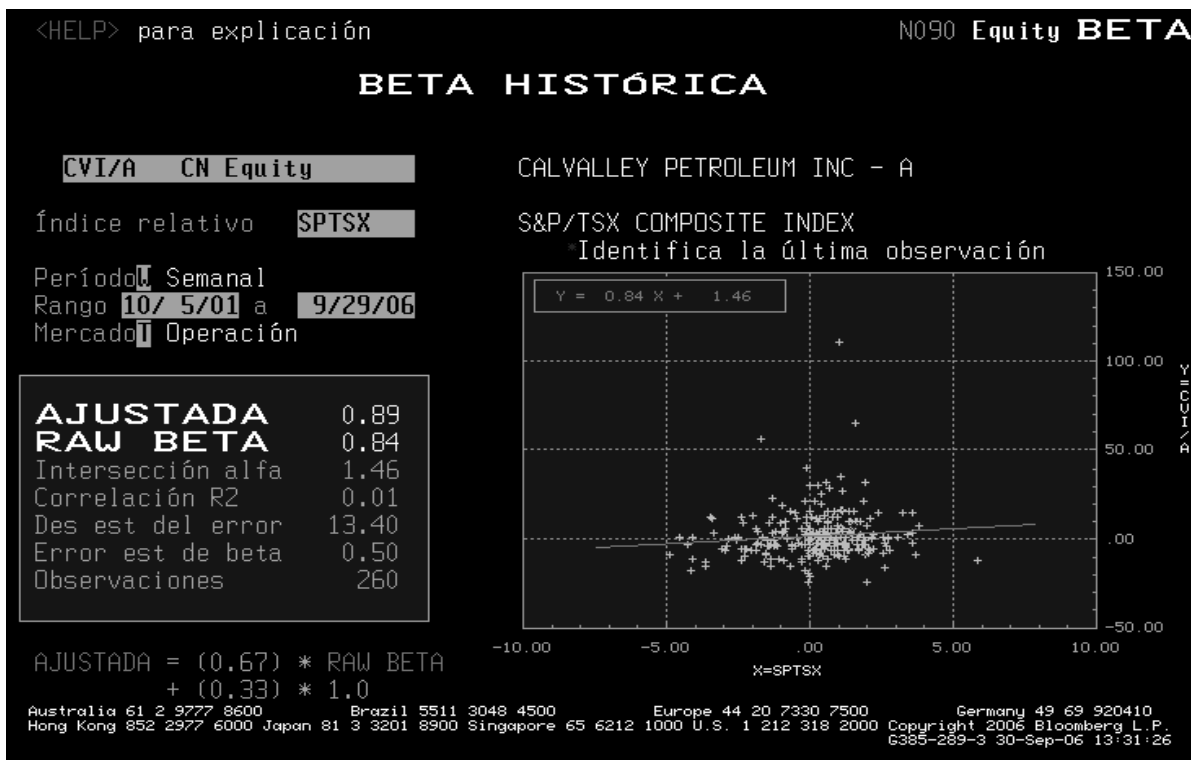 <HELP> para explicación N090 Equity BETA
BETA HISTÓRICA
CVI/A CN Equity
CALVALLEY PETROLEUM INC - A
Índice relativo SPTSX
S&P/TSX COMPOSITE INDEX
*Identifica la última observación
Período W Semanal
Rango 10/ 5/01 a 9/29/06
Mercado T Operación
AJUSTADA 0.89
RAW BETA 0.84
Intersección alfa 1.46
Correlación R2 0.01
Des est del error 13.40
Error est de beta 0.50
Observaciones 260
AJUSTADA = (0.67) * RAW BETA
+ (0.33) * 1.0
Y = 0.84 X + 1.46
150.00
100.00
50.00
.00
-50.00
Y=CVI/A
-10.00 -5.00 .00 5.00 10.00
X=SPTSX
Australia 61 2 9777 8600 Brazil 5511 3048 4500 Europe 44 20 7330 7500 Germany 49 69 920410
Hong Kong 852 2977 6000 Japan 81 3 3201 8900 Singapore 65 6212 1000 U.S. 1 212 318 2000 Copyright 2006 Bloomberg L.P.
G385-289-3 30-Sep-06 13:31:26